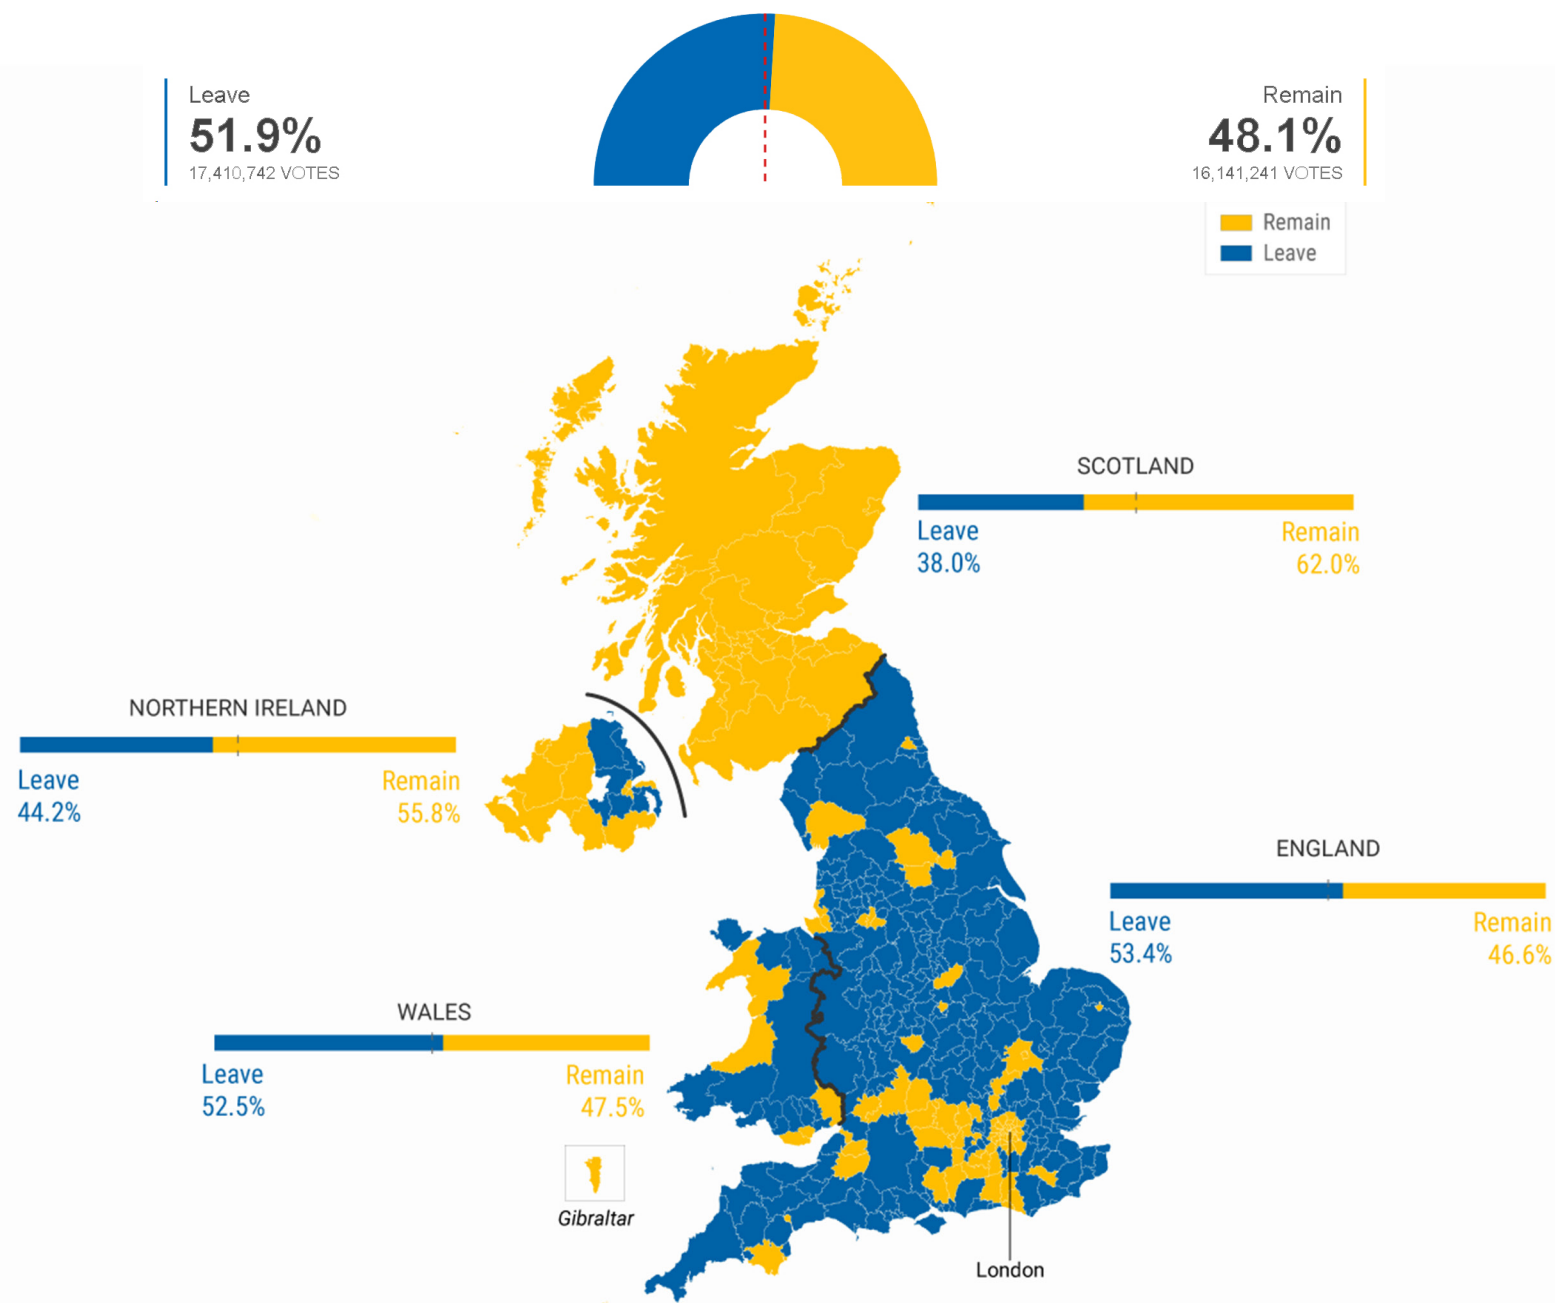 Leave
51.9%
17,410,742 VOTES
Remain
48.1%
16,141,241 VOTES
Remain
Leave
SCOTLAND
Leave
38.0%
Remain
62.0%
NORTHERN IRELAND
Leave
44.2%
Remain
55.8%
ENGLAND
Leave
53.4%
Remain
46.6%
WALES
Leave
52.5%
Remain
47.5%
Gibraltar
London